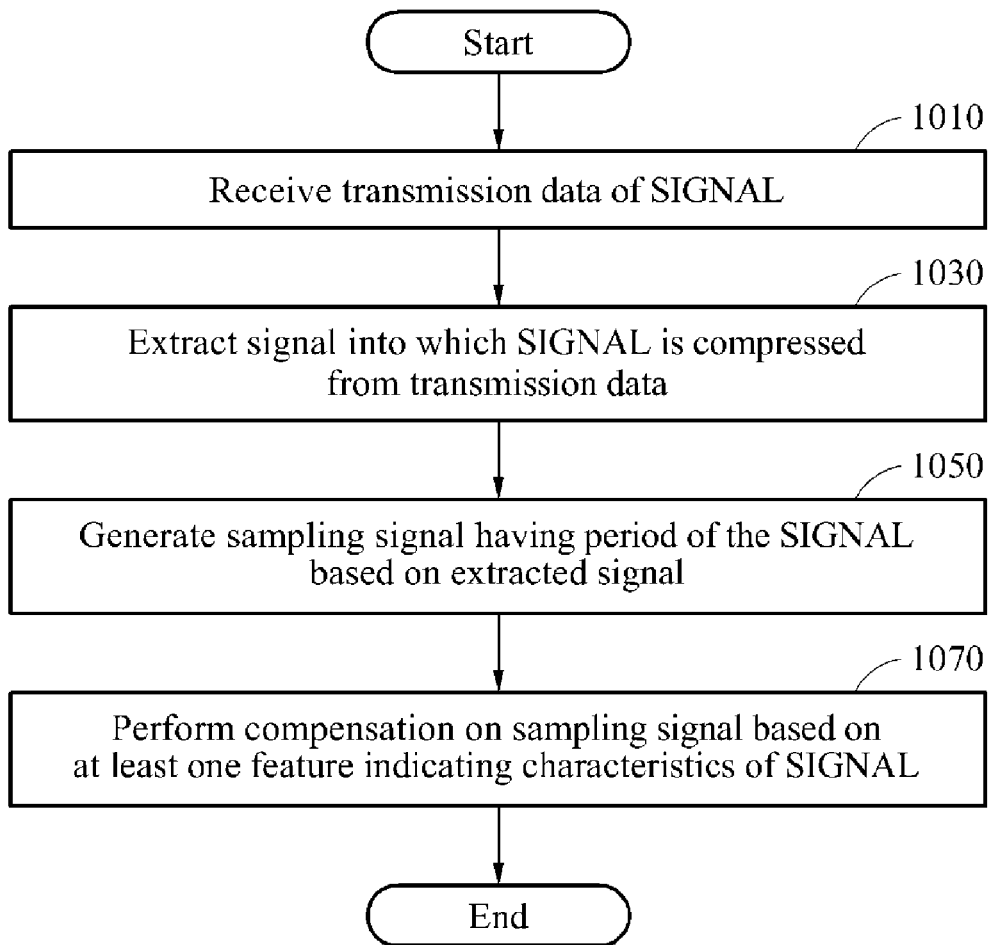 Start
1010
Receive transmission data of SIGNAL
1030
Extract signal into which SIGNAL is compressed
from transmission data
1050
Generate sampling signal having period of the SIGNAL
based on extracted signal
1070
Perform compensation on sampling signal based on
at least one feature indicating characteristics of SIGNAL
End